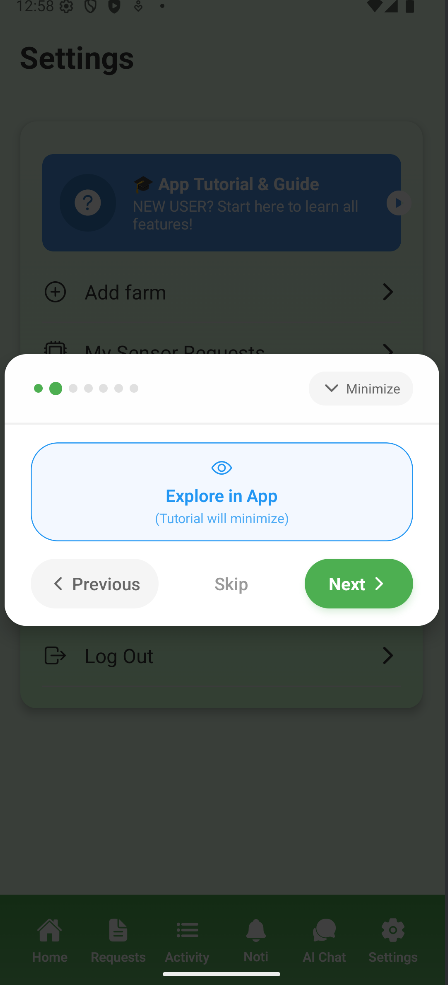 12:58
Settings
🎓 App Tutorial & Guide
NEW USER? Start here to learn all
features!
Add farm
My Sensor Requests
Minimize
Explore in App
(Tutorial will minimize)
Previous
Skip
Next
Log Out
Home
Requests
Activity
Noti
AI Chat
Settings